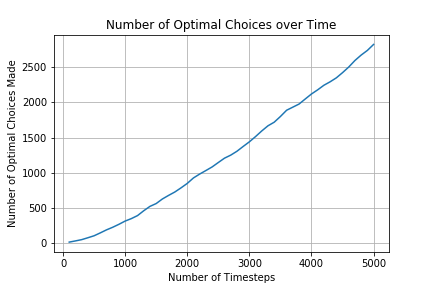 Number of Optimal Choices over Time
Number of Optimal Choices Made
2500
2000
1500
1000
500
0
0 1000 2000 3000 4000 5000
Number of Timesteps